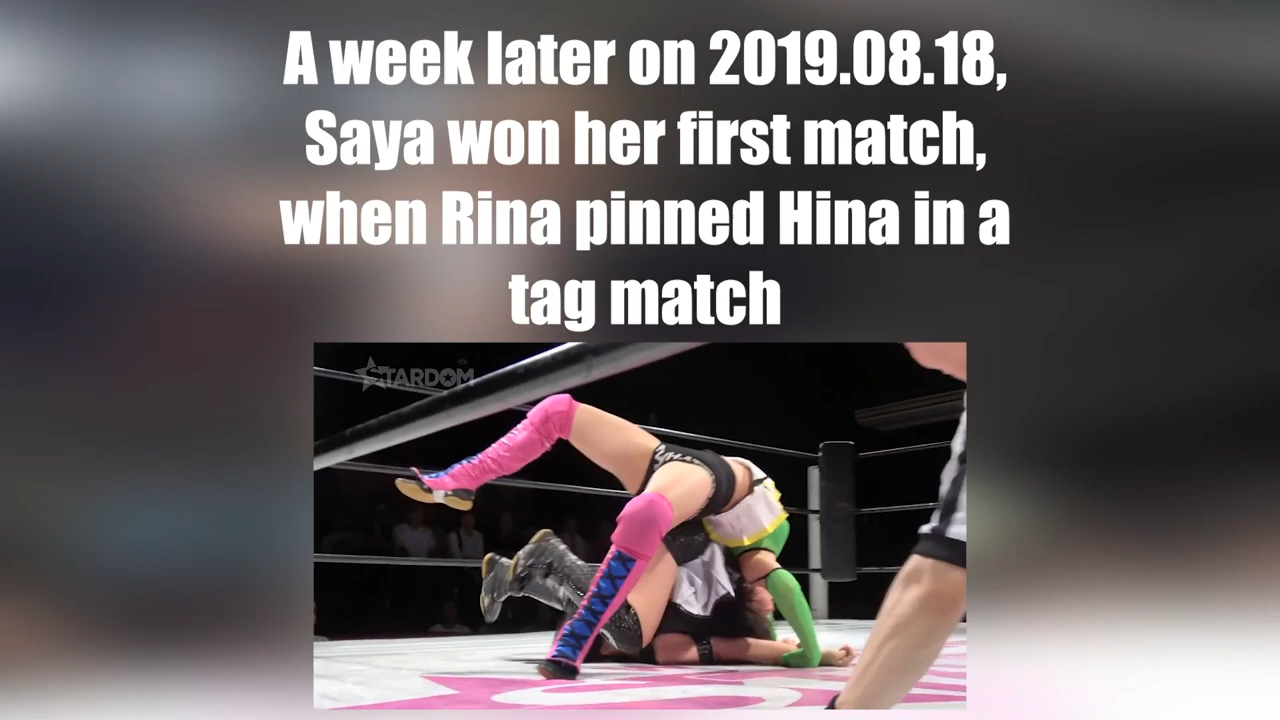 A week later on 2019.08.18,
Saya won her first match,
when Rina pinned Hina in a
tag match
STARDOM